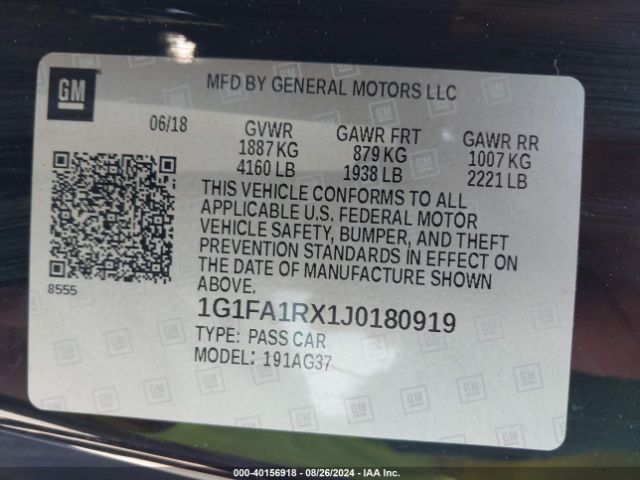 GM
MFD BY GENERAL MOTORS LLC
06/18 GVWR GAWR FRT GAWR RR
1887 KG 879 KG 1007 KG
4160 LB 1938 LB 2221 LB
THIS VEHICLE CONFORMS TO ALL
APPLICABLE U.S. FEDERAL MOTOR
VEHICLE SAFETY, BUMPER, AND THEFT
PREVENTION STANDARDS IN EFFECT ON
THE DATE OF MANUFACTURE SHOWN
ABOVE.
8555
1G1FA1RX1J0180919
TYPE: PASS CAR
MODEL: 191AG37
000-40156918 - 08/26/2024 - IAA Inc.